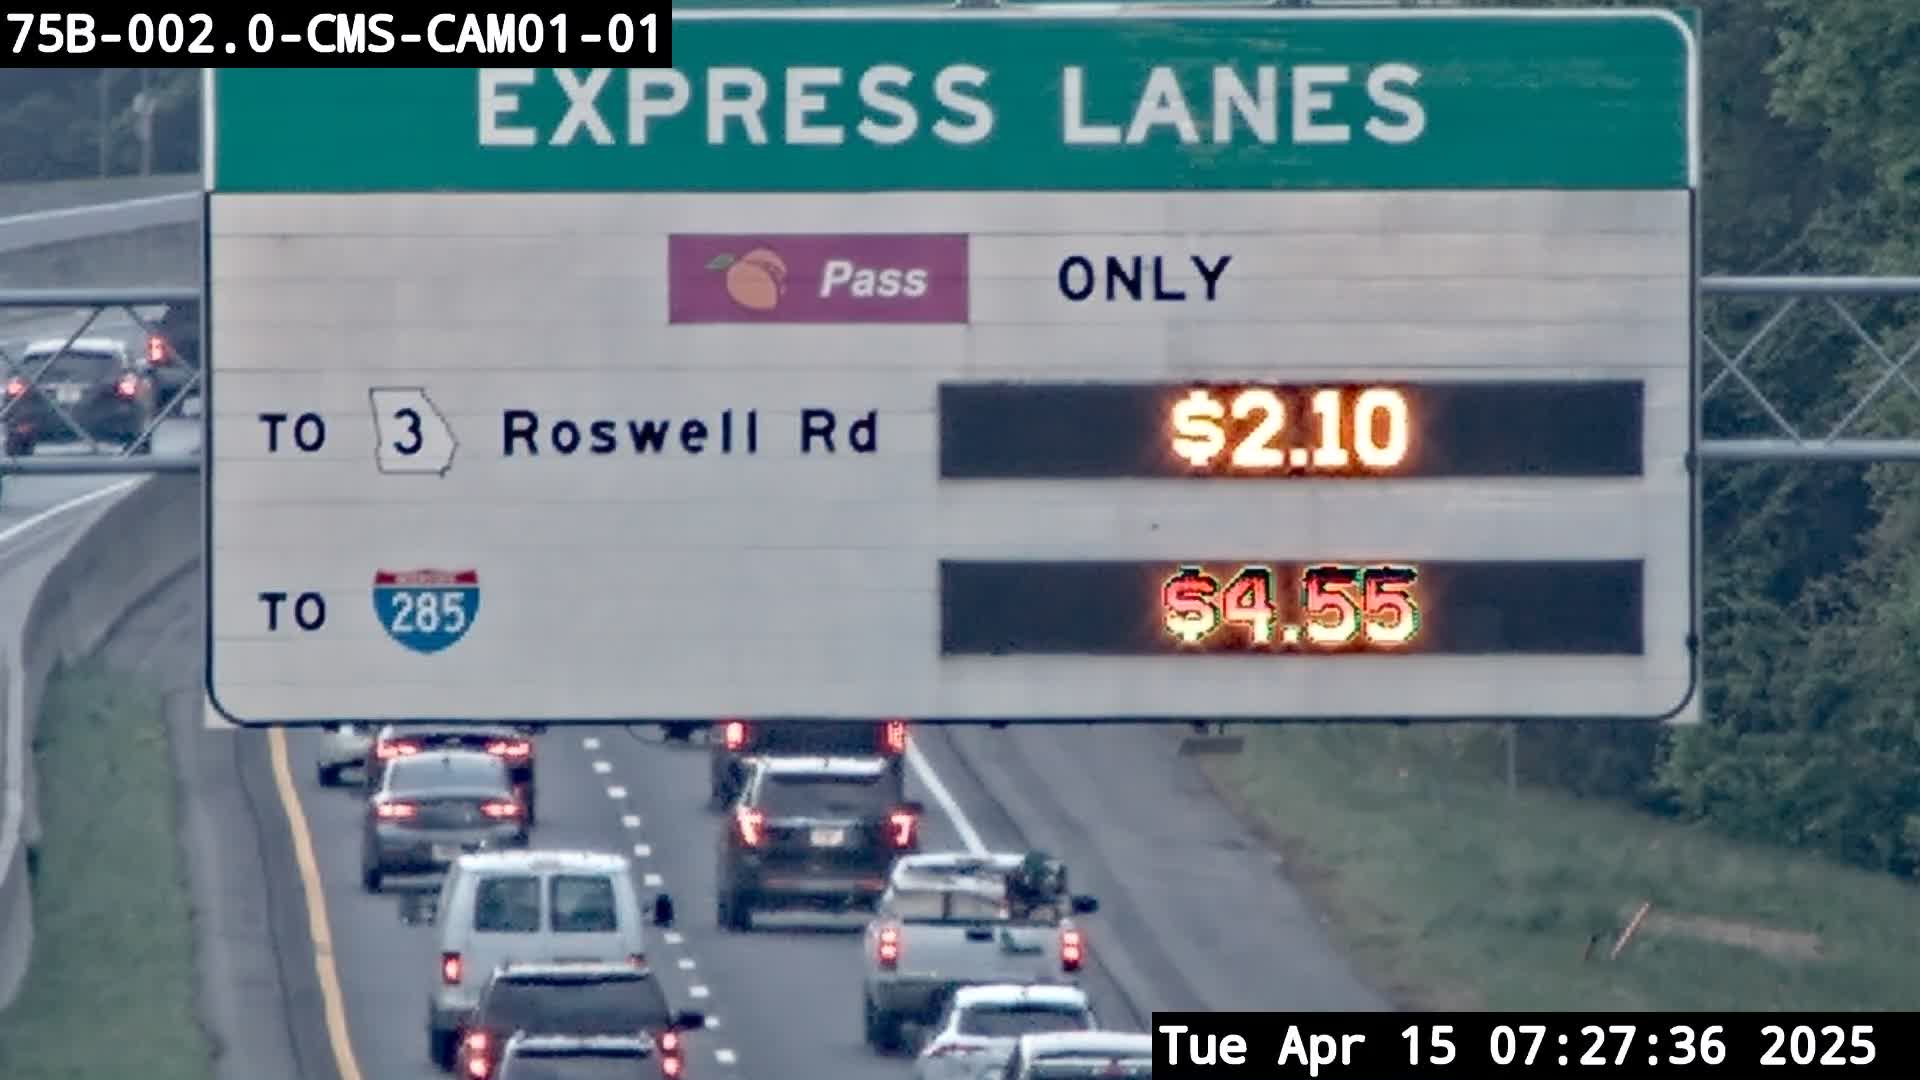 75B-002.0-CMS-CAM01-01
EXPRESS LANES
Pass ONLY
TO 3 Roswell Rd $2.10
TO 285 $4.55
Tue Apr 15 07:27:36 2025